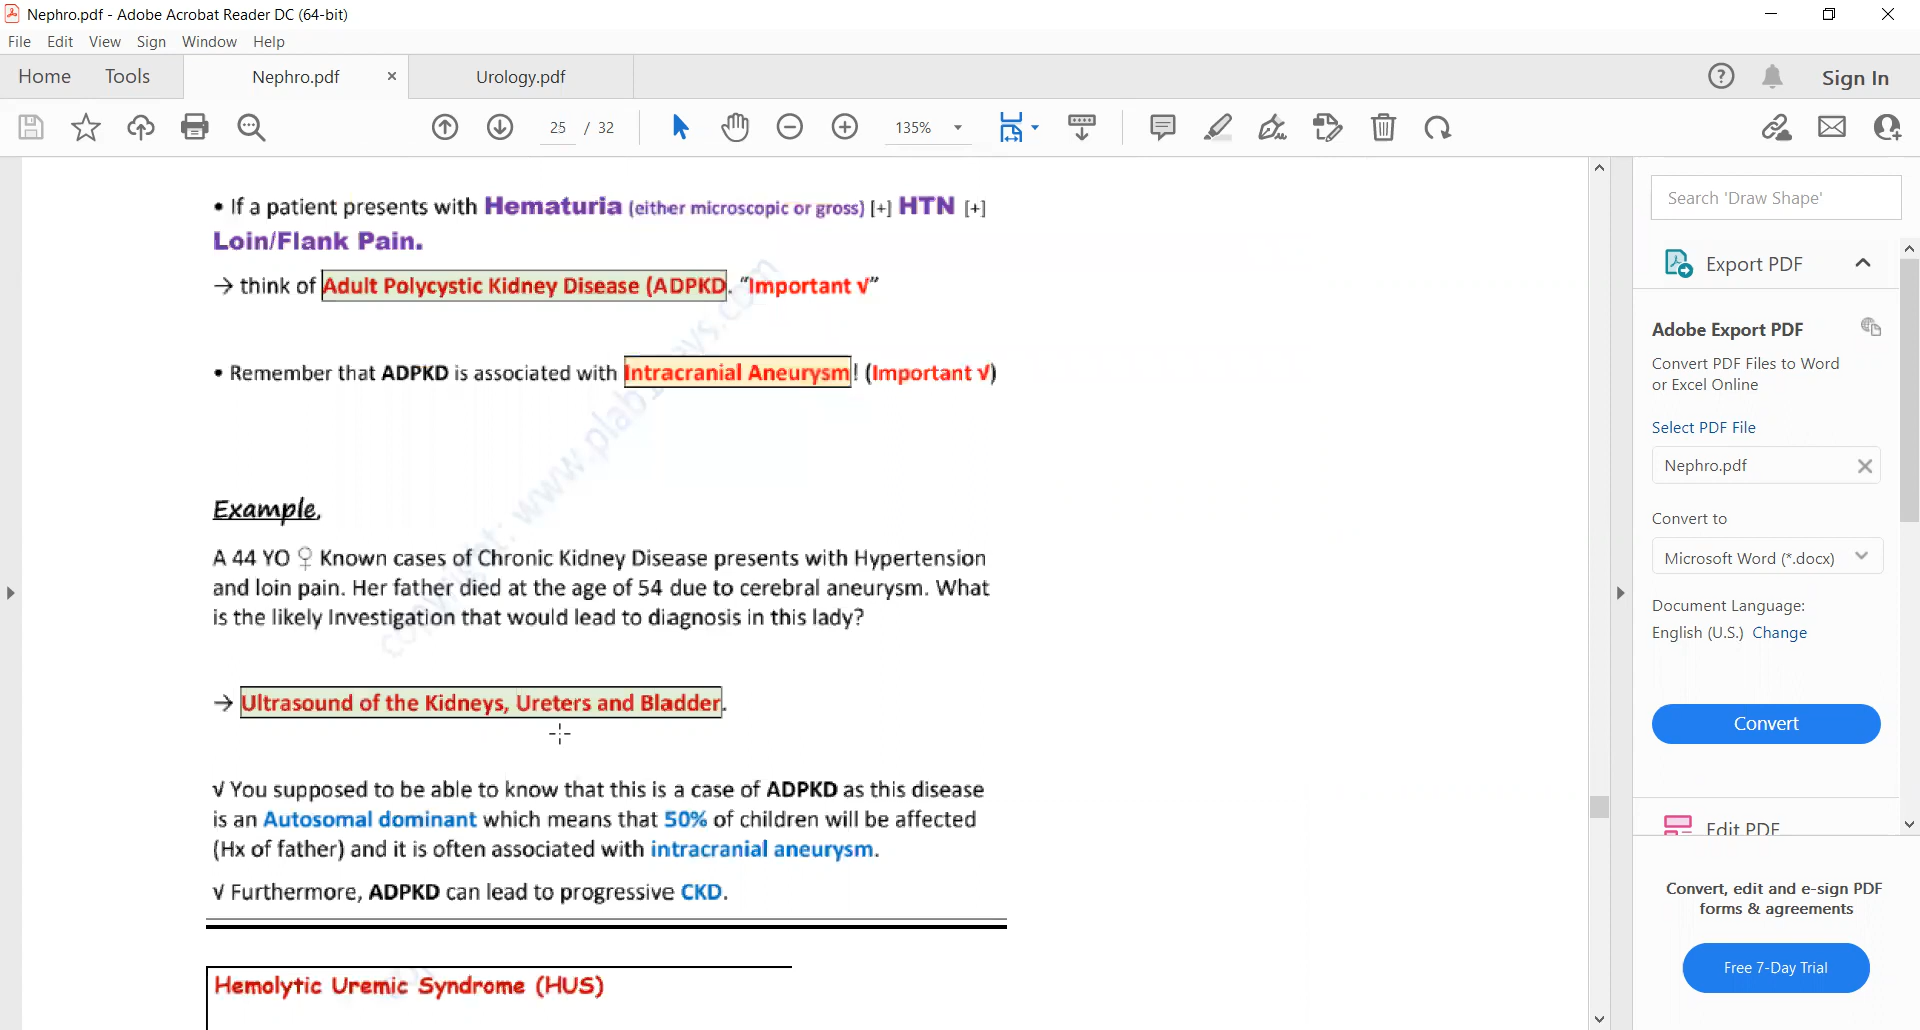 Nephro.pdf - Adobe Acrobat Reader DC (64-bit)
File Edit View Sign Window Help
Home Tools Nephro.pdf × Urology.pdf Sign In
25 / 32 135%
• If a patient presents with Hematuria (either microscopic or gross) [+] HTN [+]
Loin/Flank Pain.
→ think of Adult Polycystic Kidney Disease (ADPKD. “Important √”
• Remember that ADPKD is associated with Intracranial Aneurysm! (Important √)
Example,
A 44 YO ♀ Known cases of Chronic Kidney Disease presents with Hypertension
and loin pain. Her father died at the age of 54 due to cerebral aneurysm. What
is the likely Investigation that would lead to diagnosis in this lady?
→ Ultrasound of the Kidneys, Ureters and Bladder.
√ You supposed to be able to know that this is a case of ADPKD as this disease
is an Autosomal dominant which means that 50% of children will be affected
(Hx of father) and it is often associated with intracranial aneurysm.
√ Furthermore, ADPKD can lead to progressive CKD.
Hemolytic Uremic Syndrome (HUS)
Search 'Draw Shape'
Export PDF
Adobe Export PDF
Convert PDF Files to Word
or Excel Online
Select PDF File
Nephro.pdf
Convert to
Microsoft Word (*.docx)
Document Language:
English (U.S.) Change
Convert
Edit PDF
Convert, edit and e-sign PDF
forms & agreements
Free 7-Day Trial